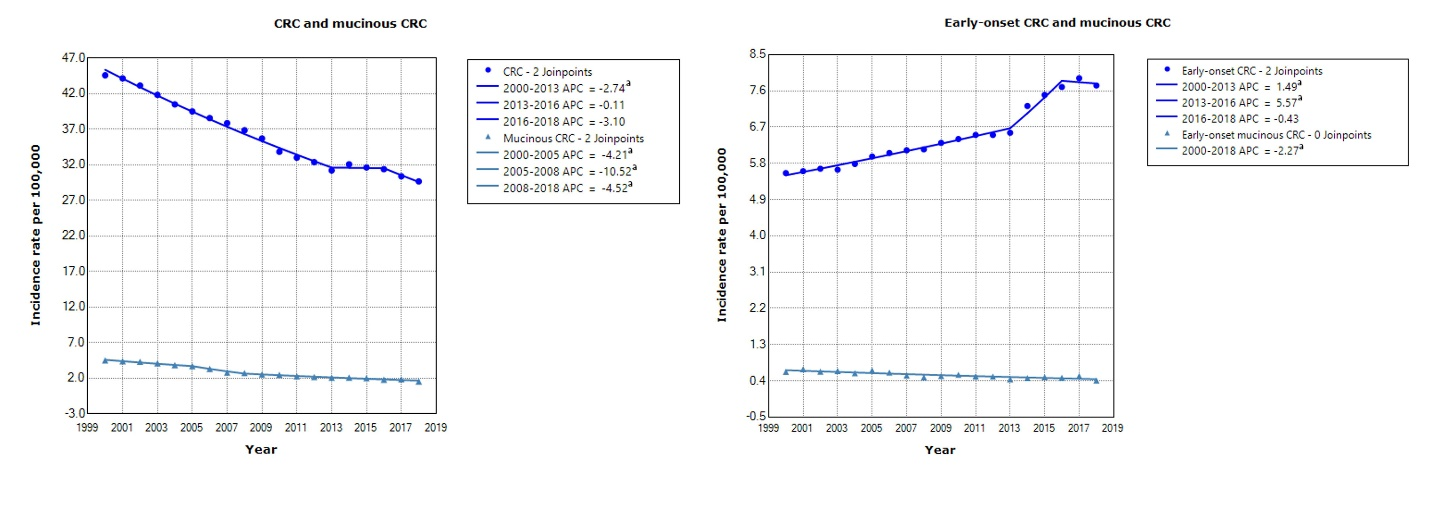 CRC and mucinous CRC
Incidence rate per 100,000
47.0
42.0
37.0
32.0
27.0
22.0
17.0
12.0
7.0
2.0
-3.0
1999 2001 2003 2005 2007 2009 2011 2013 2015 2017 2019
Year
CRC - 2 Joinpoints
2000-2013 APC = -2.74a
2013-2016 APC = -0.11
2016-2018 APC = -3.10
Mucinous CRC - 2 Joinpoints
2000-2005 APC = -4.21a
2005-2008 APC = -10.52a
2008-2018 APC = -4.52a
Early-onset CRC and mucinous CRC
Incidence rate per 100,000
8.5
7.6
6.7
5.8
4.9
4.0
3.1
2.2
1.3
0.4
-0.5
1999 2001 2003 2005 2007 2009 2011 2013 2015 2017 2019
Year
Early-onset CRC - 2 Joinpoints
2000-2013 APC = 1.49a
2013-2016 APC = 5.57a
2016-2018 APC = -0.43
Early-onset mucinous CRC - 0 Joinpoints
2000-2018 APC = -2.27a